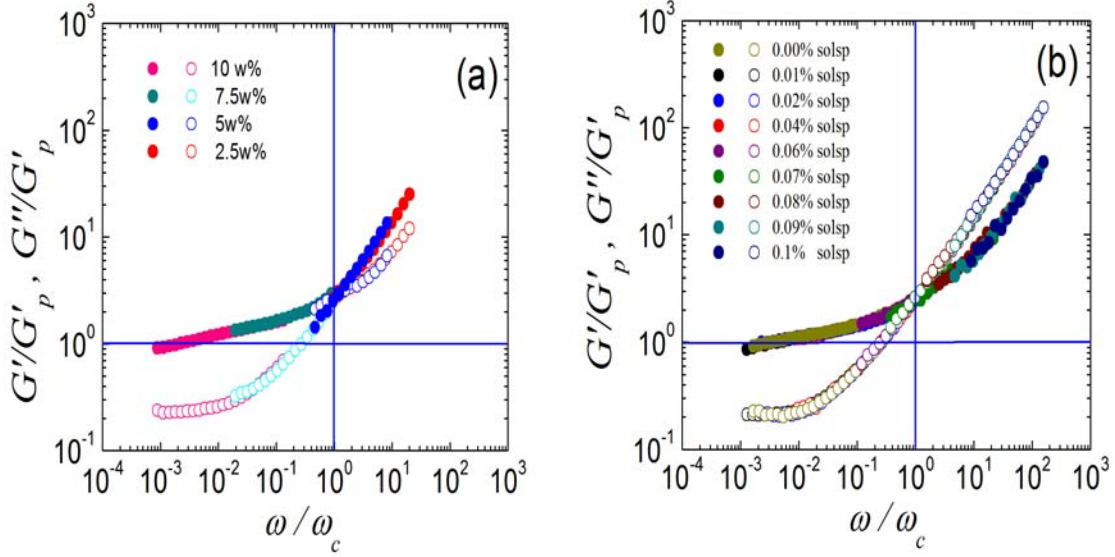 (a)
10 w%
7.5w%
5w%
2.5w%
G'/G'p , G''/G'p
10³
10²
10¹
10⁰
10⁻¹
10⁻⁴ 10⁻³ 10⁻² 10⁻¹ 10⁰ 10¹ 10² 10³
ω/ωc
(b)
0.00% solsp
0.01% solsp
0.02% solsp
0.04% solsp
0.06% solsp
0.07% solsp
0.08% solsp
0.09% solsp
0.1% solsp
G'/G'p , G''/G'p
10³
10²
10¹
10⁰
10⁻¹
10⁻⁴ 10⁻³ 10⁻² 10⁻¹ 10⁰ 10¹ 10² 10³
ω/ωc